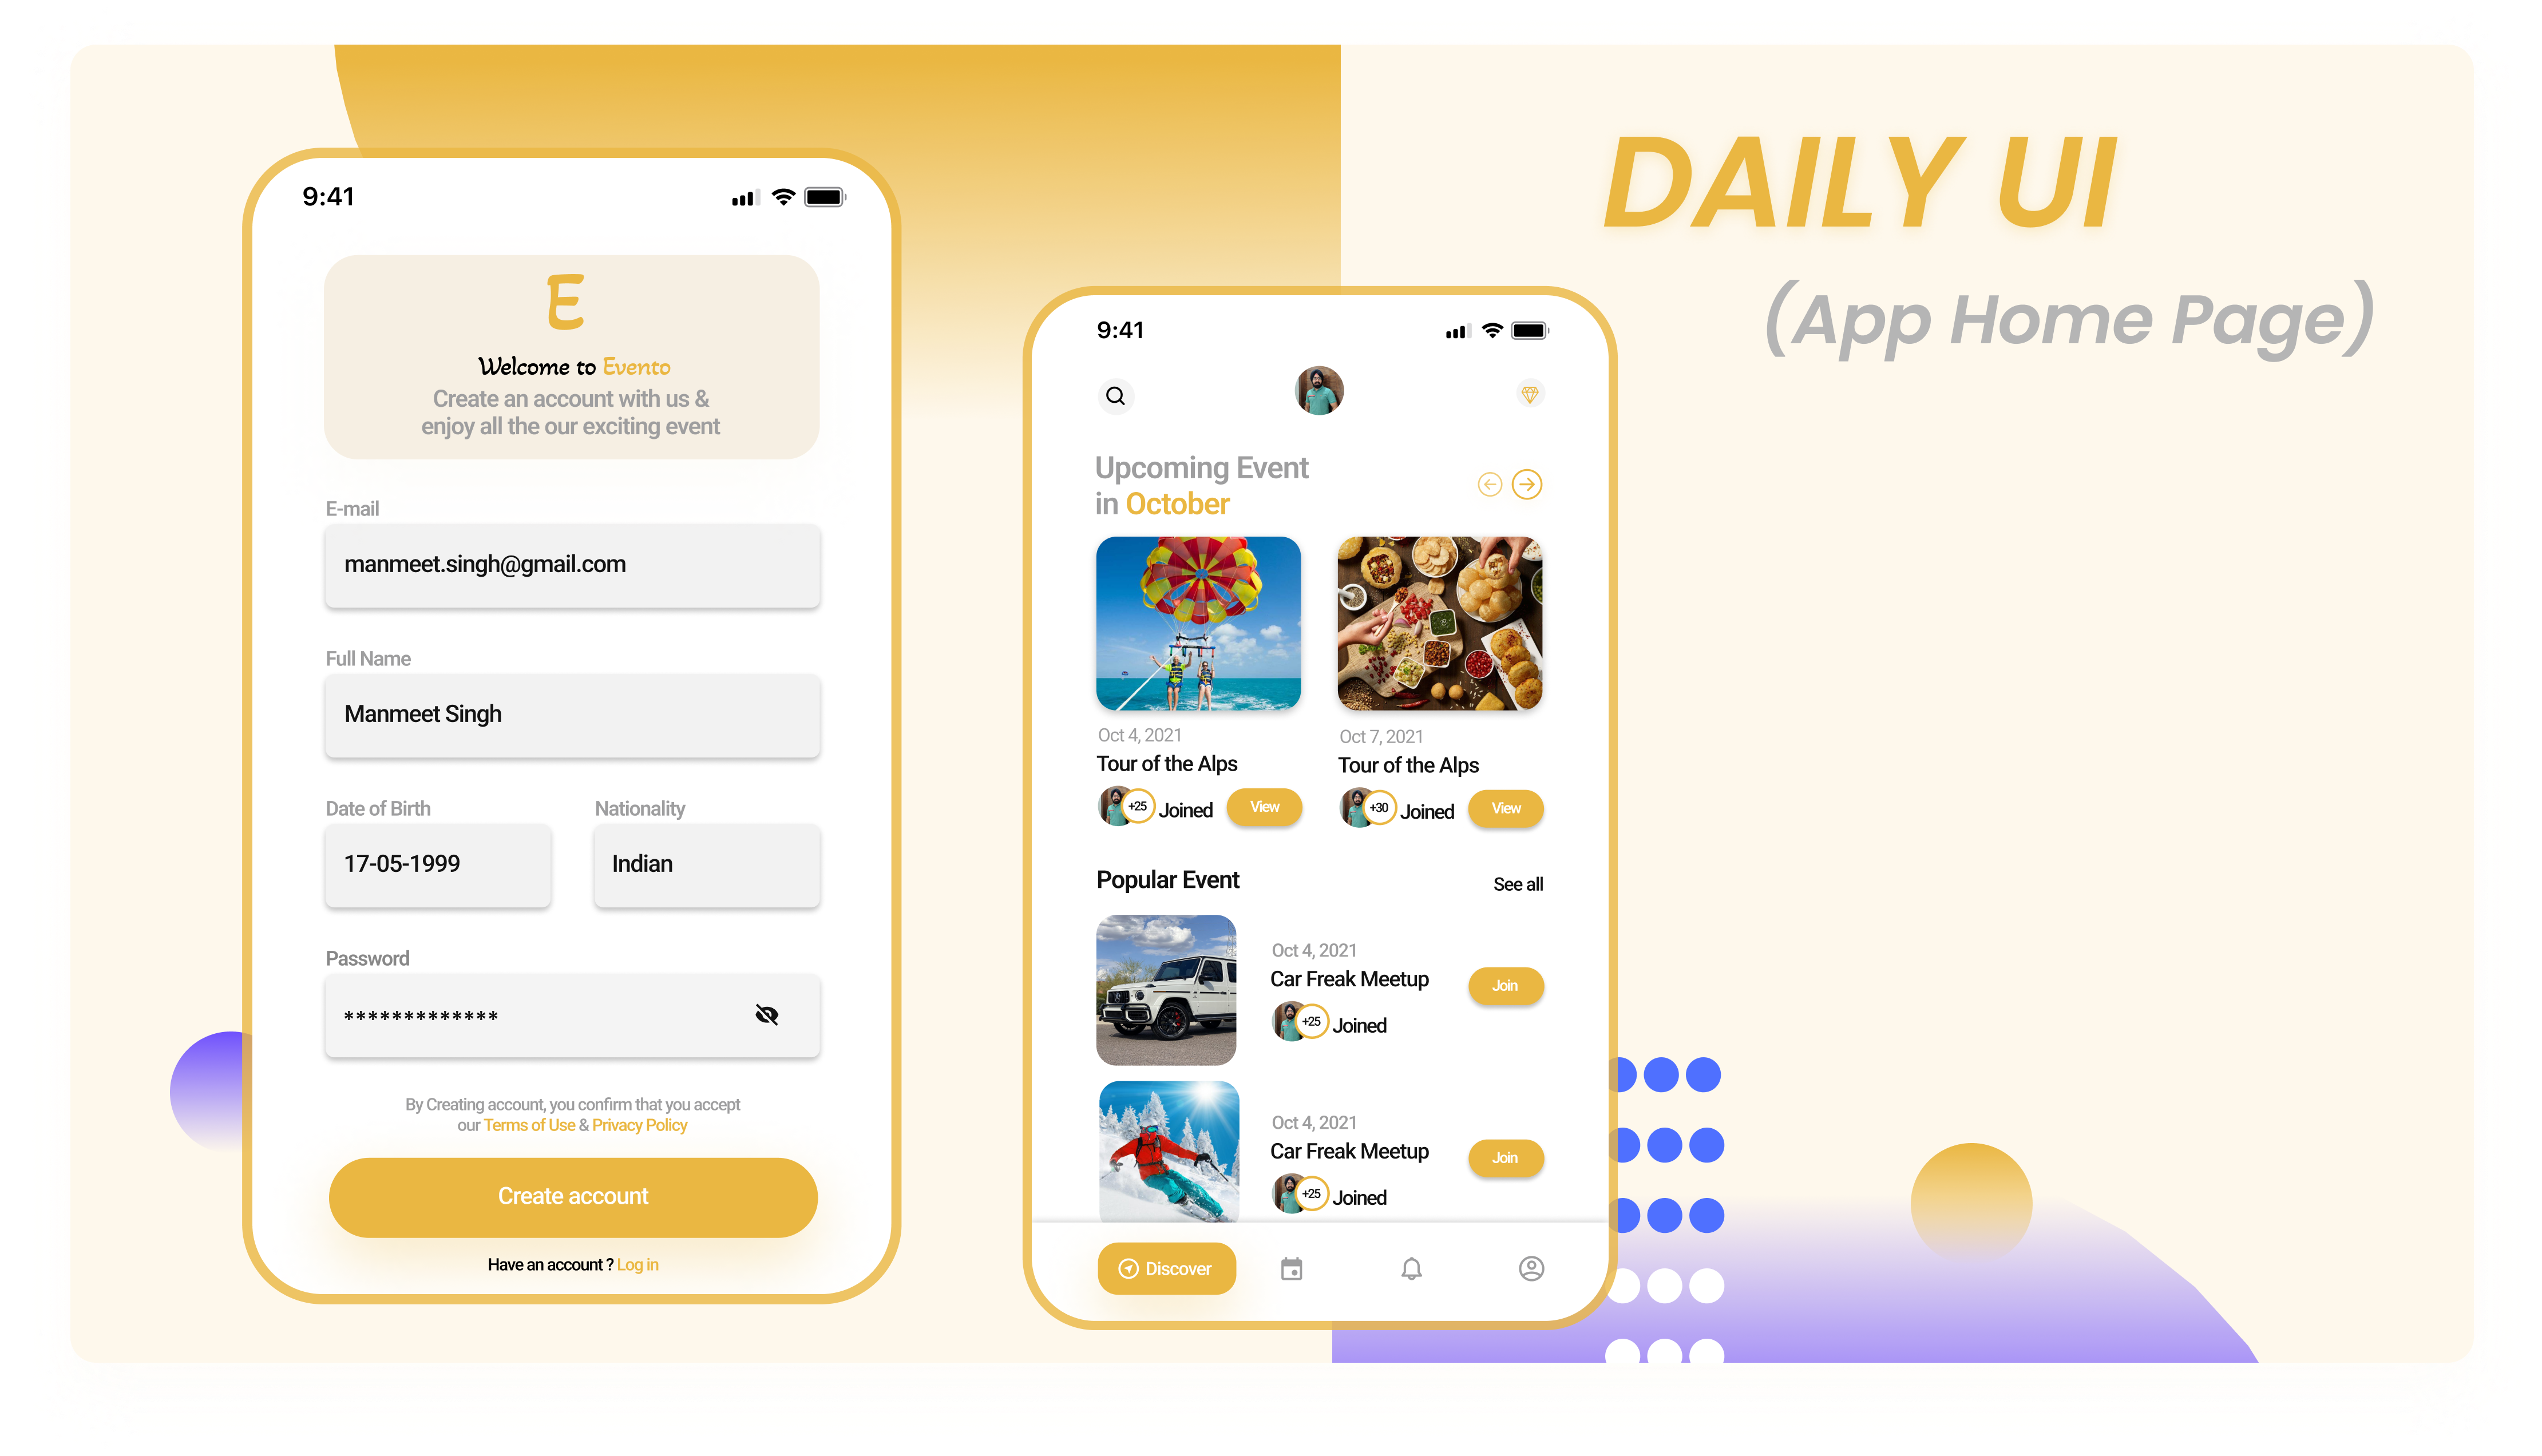 DAILY UI
(App Home Page)
9:41
E
Welcome to Evento
Create an account with us &
enjoy all the our exciting event
E-mail
manmeet.singh@gmail.com
Full Name
Manmeet Singh
Date of Birth
Nationality
17-05-1999
Indian
Password
*************
By Creating account, you confirm that you accept
our Terms of Use & Privacy Policy
Create account
Have an account ? Log in
9:41
Upcoming Event
in October
Oct 4, 2021
Tour of the Alps
+25 Joined
View
Oct 7, 2021
Tour of the Alps
+30 Joined
View
Popular Event
See all
Oct 4, 2021
Car Freak Meetup
+25 Joined
Join
Oct 4, 2021
Car Freak Meetup
+25 Joined
Join
Discover